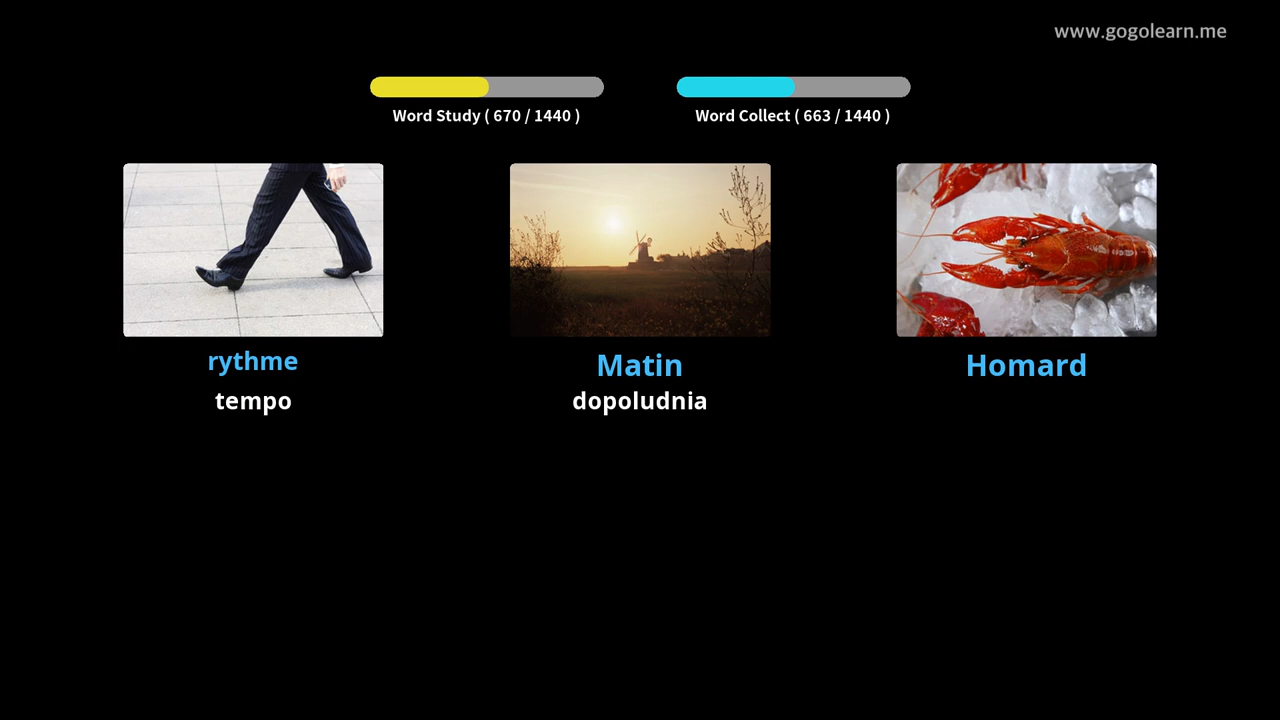 www.gogolearn.me
Word Study ( 670 / 1440 )
Word Collect ( 663 / 1440 )
rythme
tempo
Matin
dopoludnia
Homard